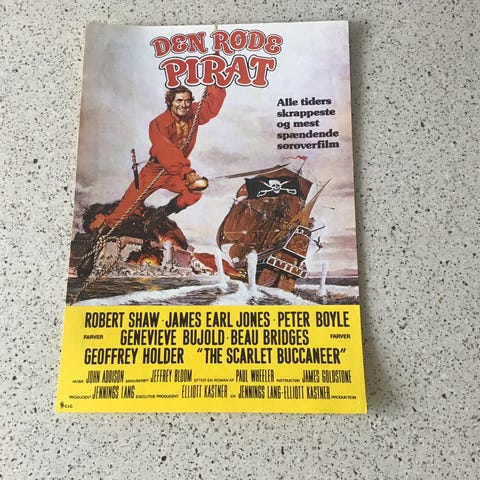 DEN RØDE
PIRAT
Alle tiders
skrappeste
og mest
spændende
sørøverfilm
ROBERT SHAW · JAMES EARL JONES · PETER BOYLE
FARVER GENEVIEVE BUJOLD · BEAU BRIDGES FARVER
GEOFFREY HOLDER "THE SCARLET BUCCANEER"
MUSIK JOHN ADDISON MANUSKRIPT JEFFREY BLOOM EFTER EN ROMAN AF PAUL WHEELER INSTRUKTØR JAMES GOLDSTONE
PRODUCENT JENNINGS LANG EXECUTIVE PRODUCENT ELLIOTT KASTNER EN JENNINGS LANG-ELLIOTT KASTNER PRODUKTION